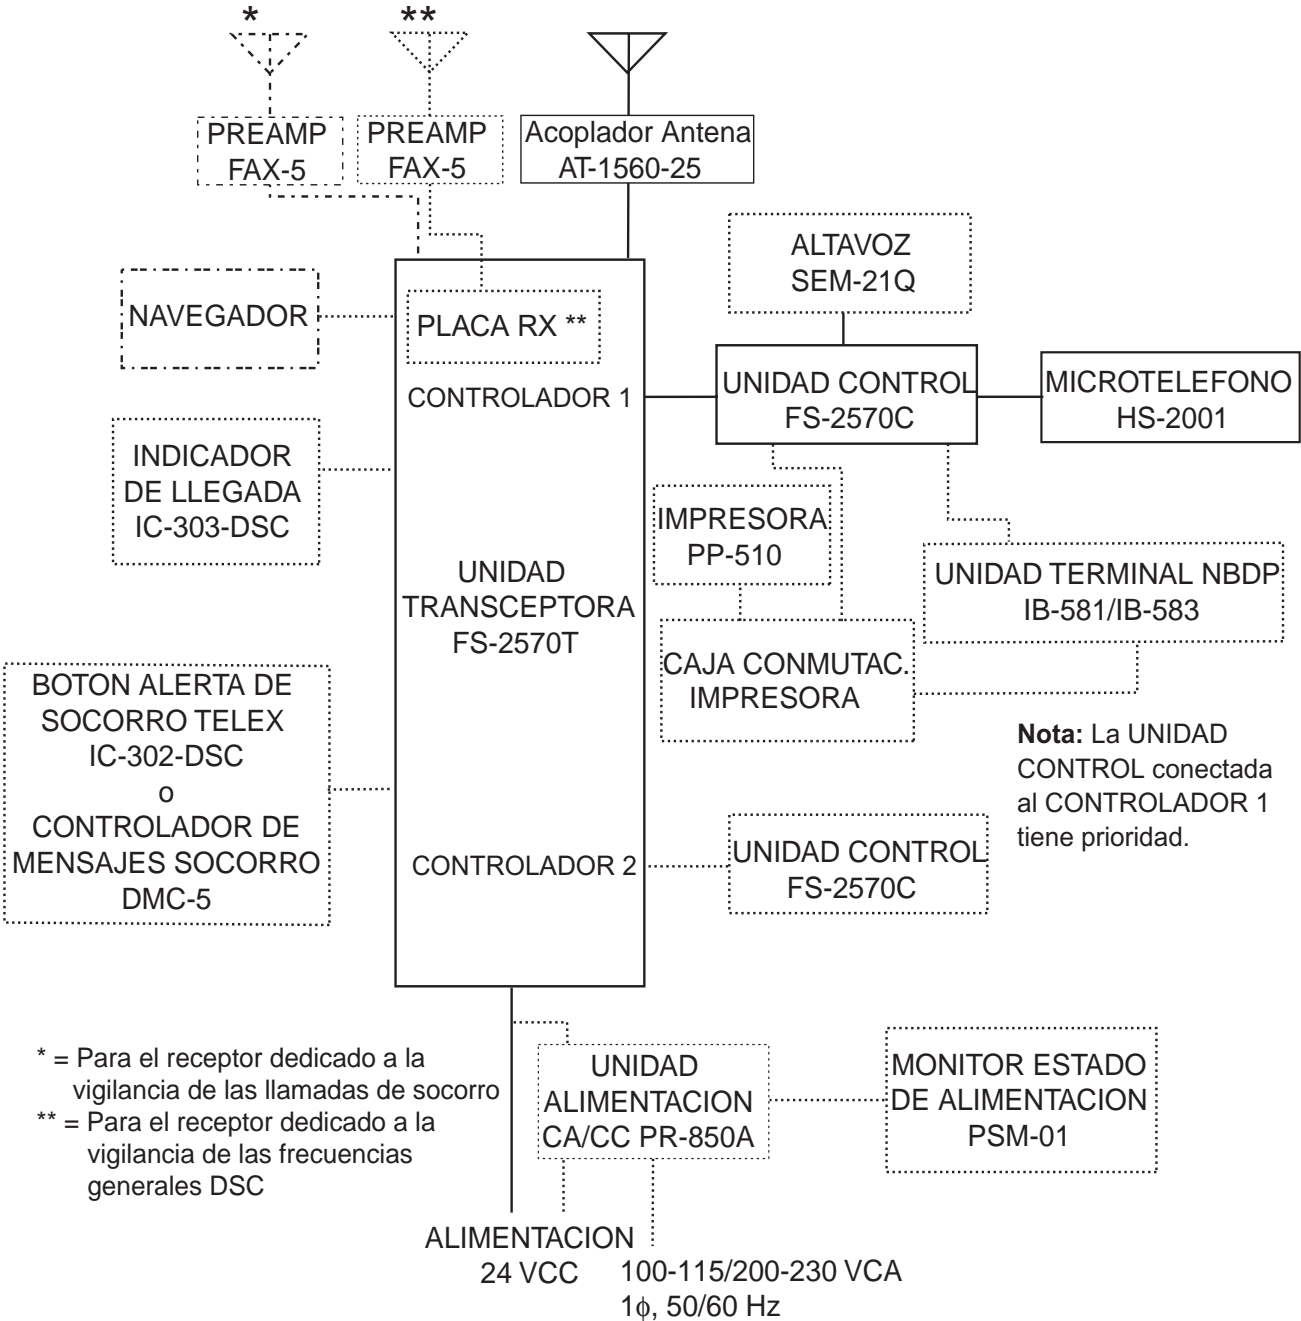 *
**
PREAMP
FAX-5
PREAMP
FAX-5
Acoplador Antena
AT-1560-25
ALTAVOZ
SEM-21Q
NAVEGADOR
PLACA RX **
CONTROLADOR 1
UNIDAD CONTROL
FS-2570C
MICROTELEFONO
HS-2001
INDICADOR
DE LLEGADA
IC-303-DSC
IMPRESORA
PP-510
UNIDAD TERMINAL NBDP
IB-581/IB-583
UNIDAD
TRANSCEPTORA
FS-2570T
CAJA CONMUTAC.
IMPRESORA
BOTON ALERTA DE
SOCORRO TELEX
IC-302-DSC
o
CONTROLADOR DE
MENSAJES SOCORRO
DMC-5
Nota: La UNIDAD
CONTROL conectada
al CONTROLADOR 1
tiene prioridad.
CONTROLADOR 2
UNIDAD CONTROL
FS-2570C
* = Para el receptor dedicado a la
vigilancia de las llamadas de socorro
** = Para el receptor dedicado a la
vigilancia de las frecuencias
generales DSC
UNIDAD
ALIMENTACION
CA/CC PR-850A
MONITOR ESTADO
DE ALIMENTACION
PSM-01
ALIMENTACION
24 VCC
100-115/200-230 VCA
1ϕ, 50/60 Hz